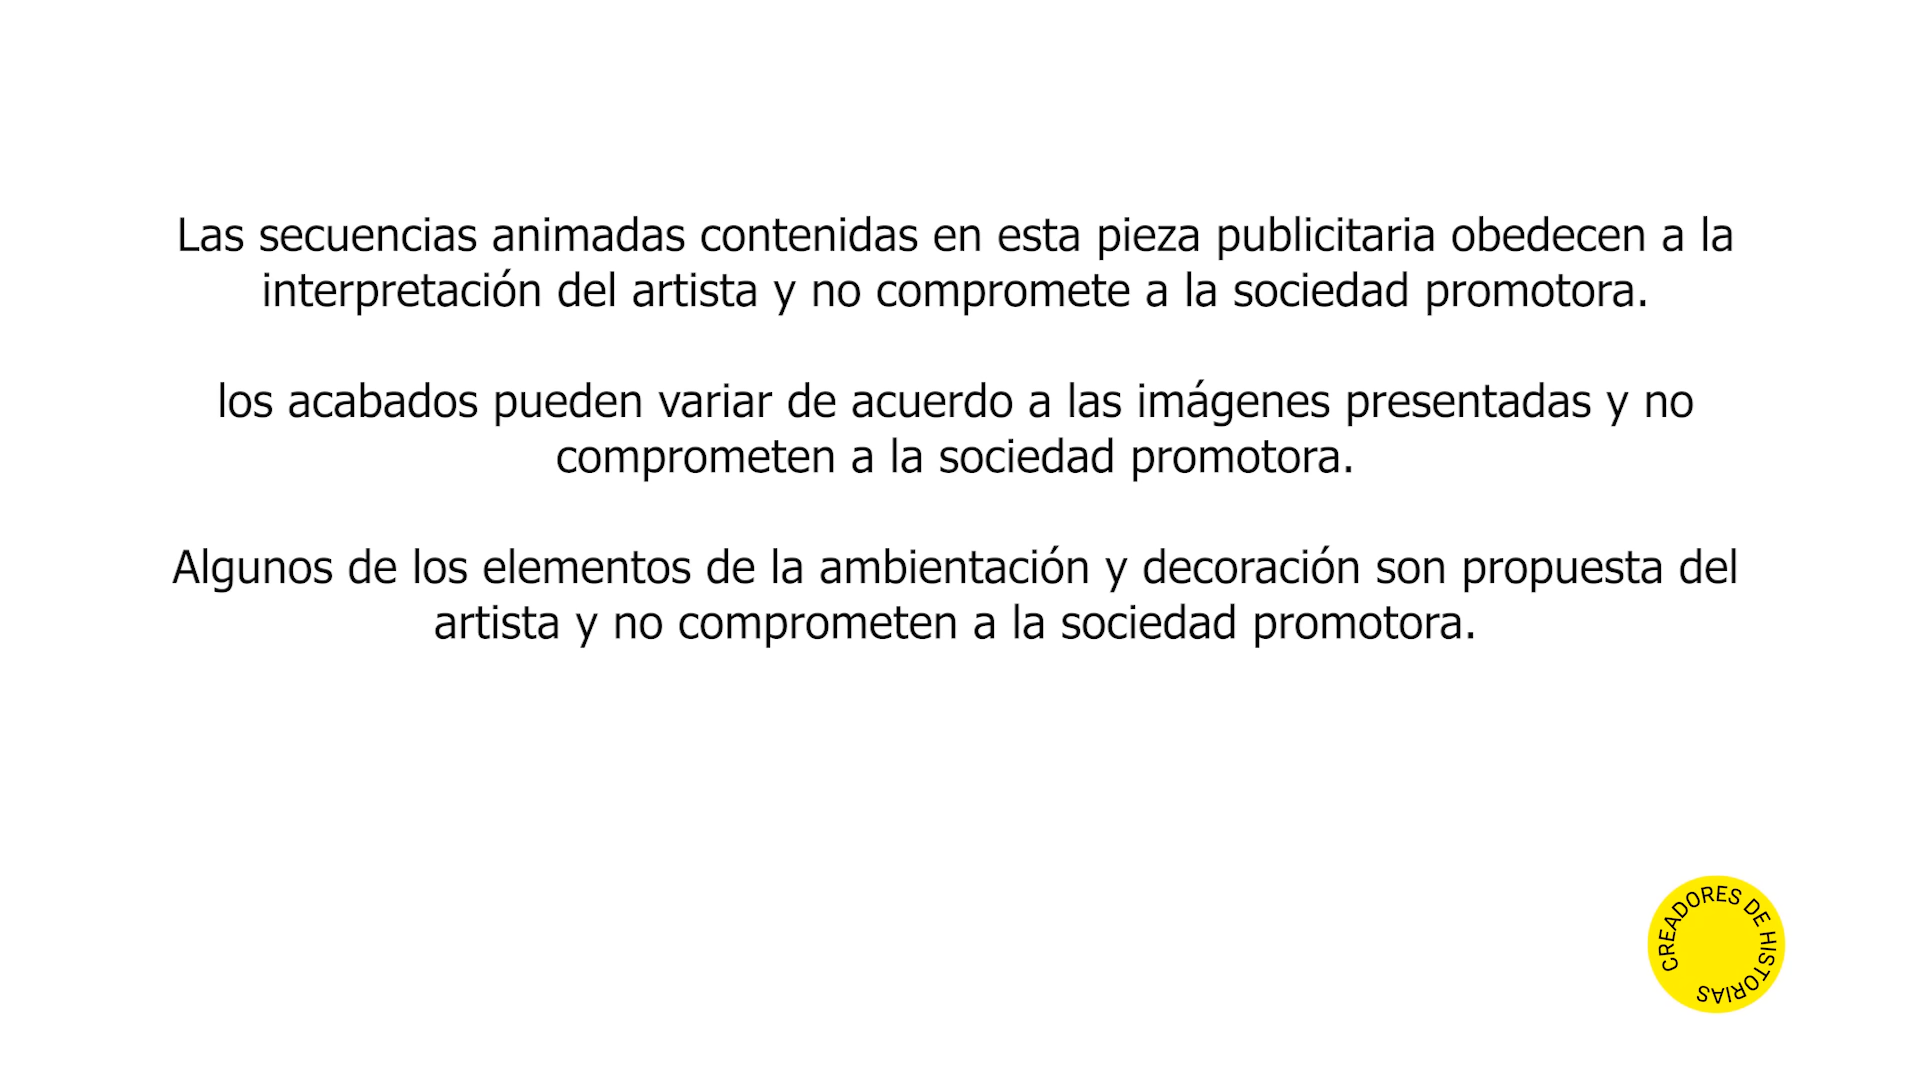 Las secuencias animadas contenidas en esta pieza publicitaria obedecen a la
interpretación del artista y no compromete a la sociedad promotora.
los acabados pueden variar de acuerdo a las imágenes presentadas y no
comprometen a la sociedad promotora.
Algunos de los elementos de la ambientación y decoración son propuesta del
artista y no comprometen a la sociedad promotora.
CREADORES DE HISTORIAS